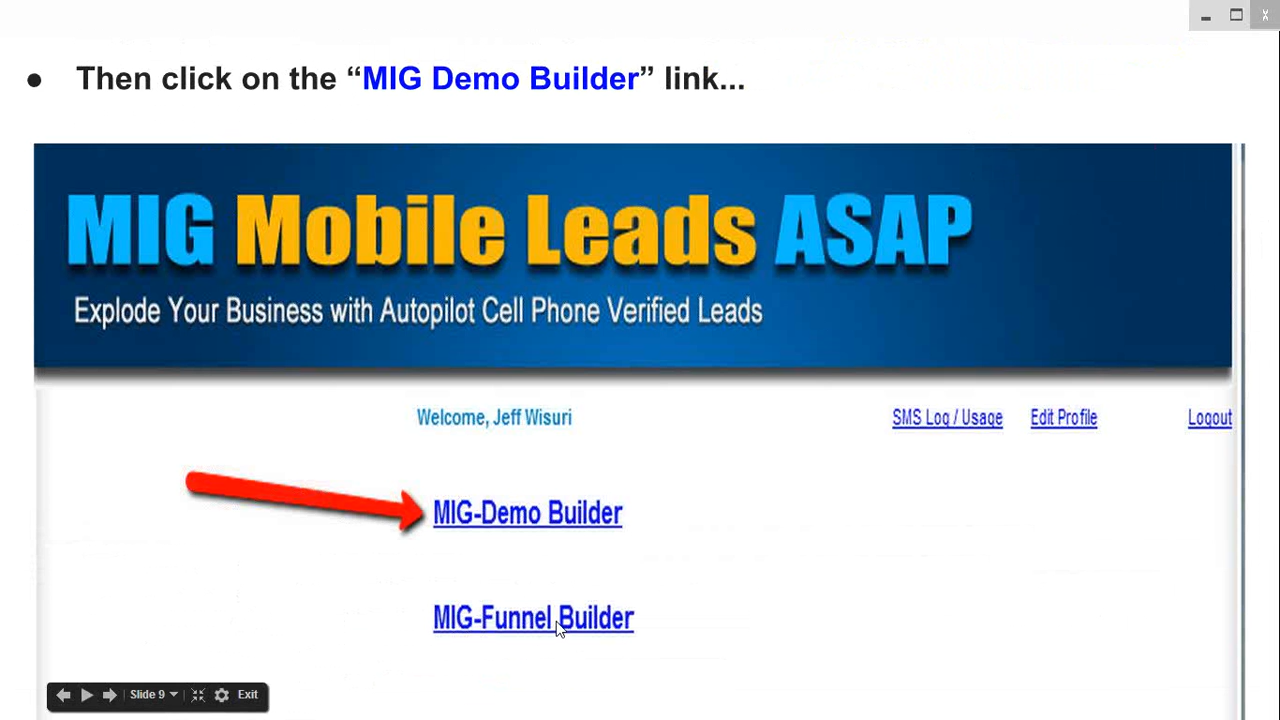 ● Then click on the “MIG Demo Builder” link...
MIG Mobile Leads ASAP
Explode Your Business with Autopilot Cell Phone Verified Leads
Welcome, Jeff Wisuri
SMS Log / Usage
Edit Profile
Logout
MIG-Demo Builder
MIG-Funnel Builder
Slide 9
Exit